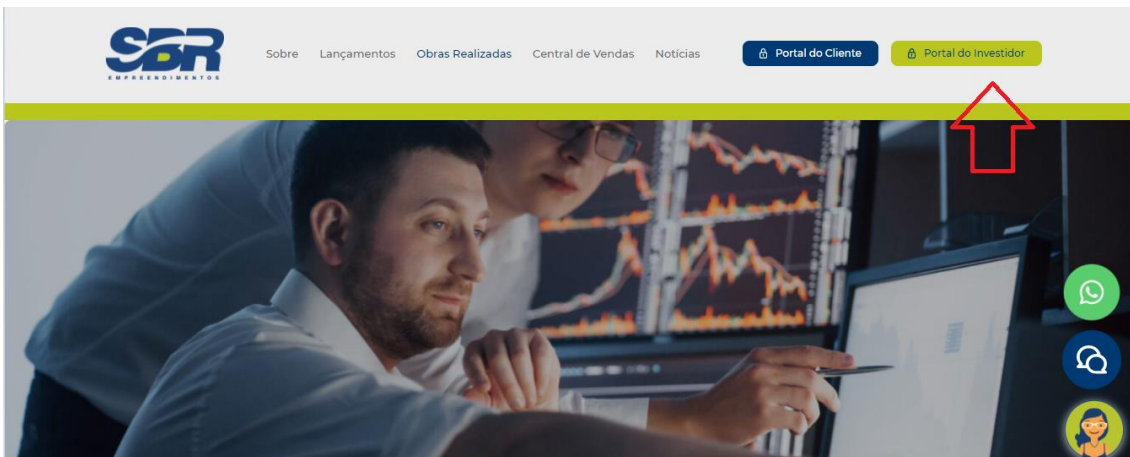 SBR
EMPREENDIMENTOS
Sobre Lançamentos Obras Realizadas Central de Vendas Notícias Portal do Cliente Portal do Investidor